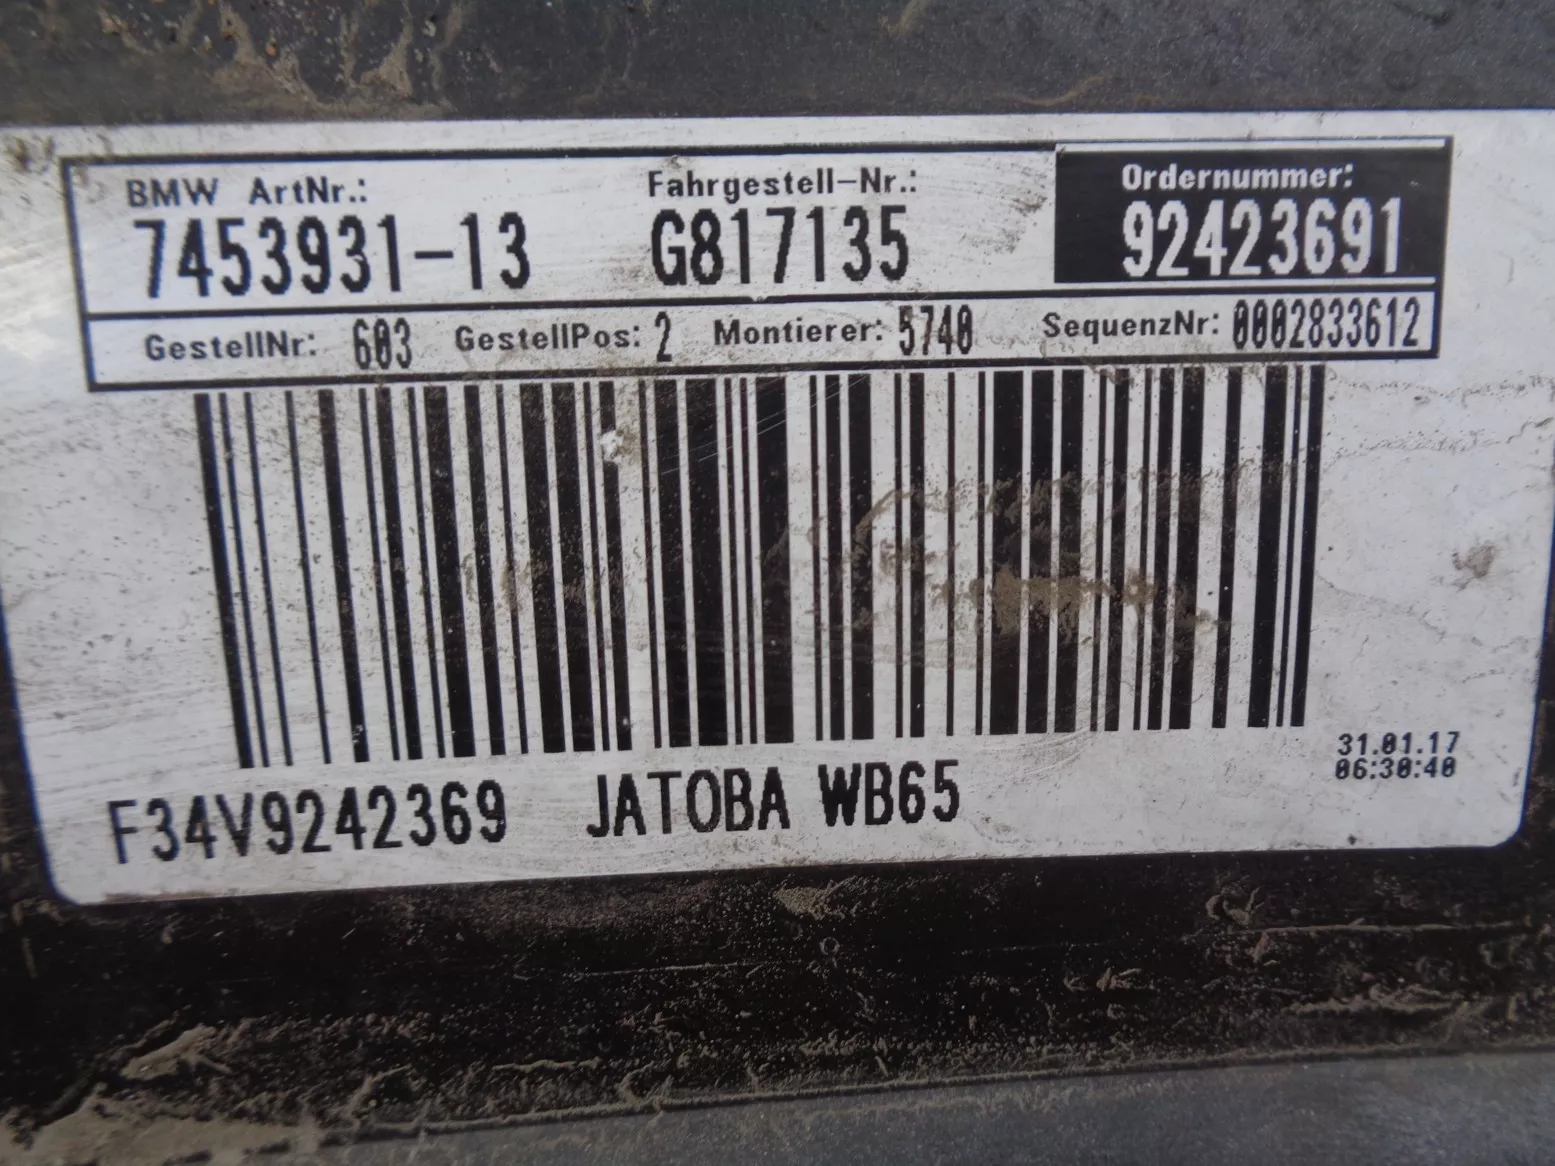 BMW ArtNr.: Fahrgestell-Nr.: Ordernummer:
7453931-13 G817135 92423691
GestellNr: 603 GestellPos: 2 Montierer: 5740 SequenzNr: 0002833612
31.01.17
06:30:40
F34V9242369 JATOBA WB65